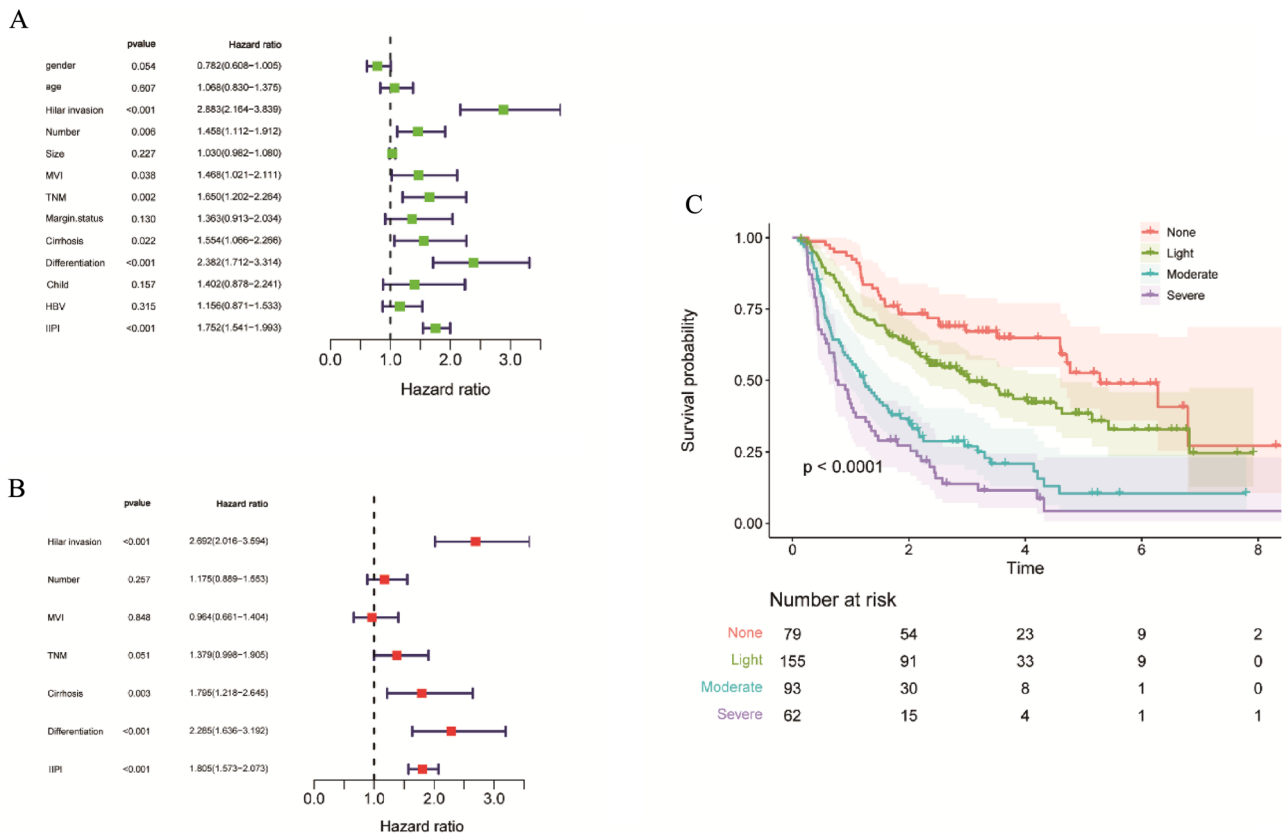 A
pvalue Hazard ratio
gender 0.054 0.782(0.608−1.005)
age 0.607 1.068(0.830−1.375)
Hilar invasion <0.001 2.883(2.164−3.839)
Number 0.006 1.458(1.112−1.912)
Size 0.227 1.030(0.982−1.080)
MVI 0.038 1.468(1.021−2.111)
TNM 0.002 1.650(1.202−2.264)
Margin.status 0.130 1.363(0.913−2.034)
Cirrhosis 0.022 1.554(1.066−2.266)
Differentiation <0.001 2.382(1.712−3.314)
Child 0.157 1.402(0.878−2.241)
HBV 0.315 1.156(0.871−1.533)
IIPI <0.001 1.752(1.541−1.993)
0.0 1.0 2.0 3.0
Hazard ratio
B
pvalue Hazard ratio
Hilar invasion <0.001 2.692(2.016−3.594)
Number 0.257 1.175(0.889−1.553)
MVI 0.848 0.964(0.661−1.404)
TNM 0.051 1.379(0.998−1.905)
Cirrhosis 0.003 1.795(1.218−2.645)
Differentiation <0.001 2.285(1.636−3.192)
IIPI <0.001 1.805(1.573−2.073)
0.0 1.0 2.0 3.0
Hazard ratio
C
None
Light
Moderate
Severe
Survival probability
1.00
0.75
0.50
0.25
0.00
p < 0.0001
0 2 4 6 8
Time
Number at risk
None 79 54 23 9 2
Light 155 91 33 9 0
Moderate 93 30 8 1 0
Severe 62 15 4 1 1